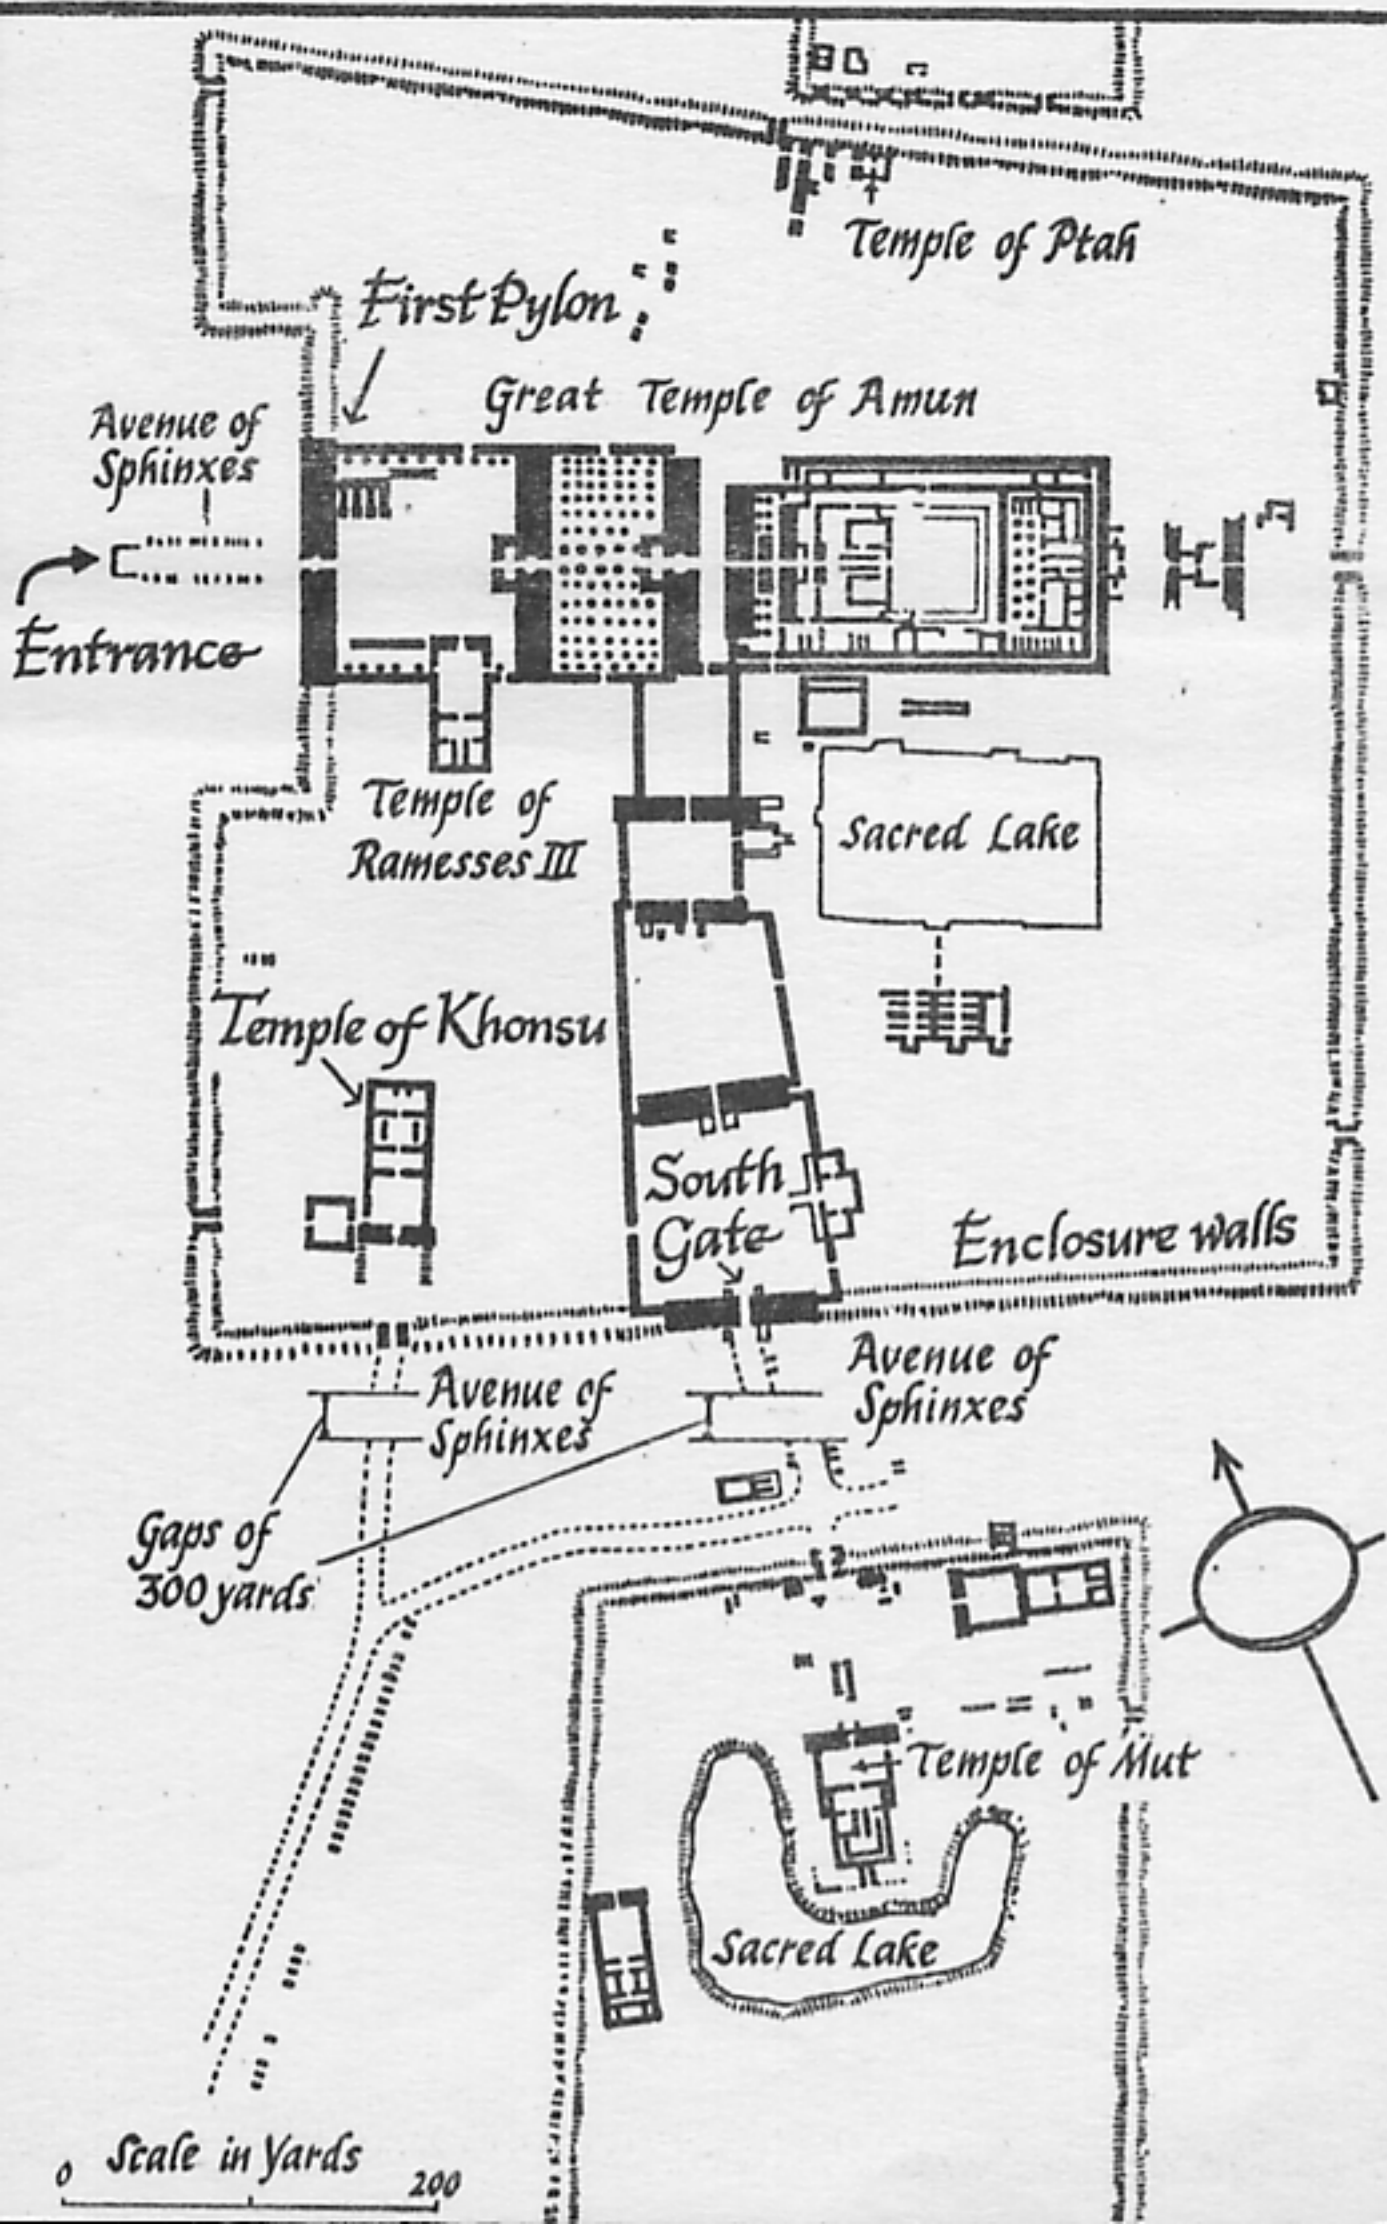 Temple of Ptah
First Pylon
Great Temple of Amun
Avenue of
Sphinxes
Entrance
Temple of
Ramesses III
Sacred Lake
Temple of Khonsu
South
Gate
Enclosure walls
Avenue of
Sphinxes
Avenue of
Sphinxes
Gaps of
300 yards
Temple of Mut
Sacred Lake
Scale in Yards
0 200